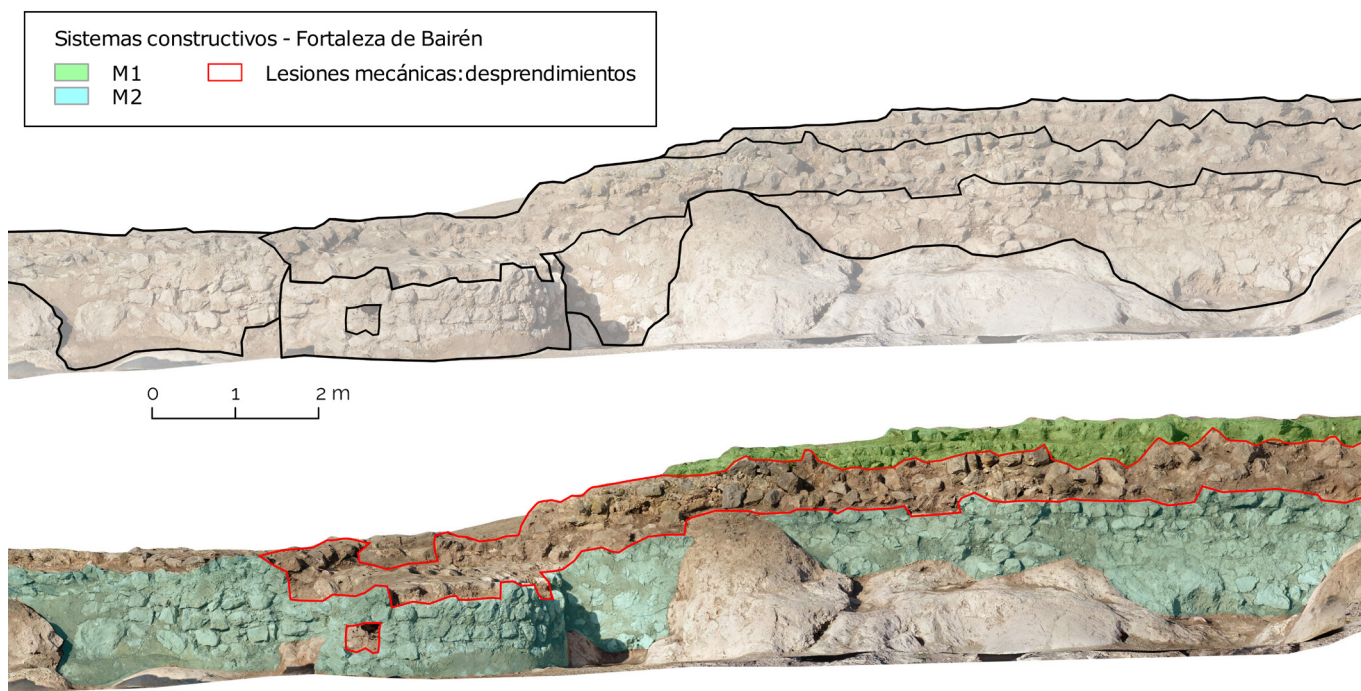 Sistemas constructivos - Fortaleza de Bairén
M1
Lesiones mecánicas:desprendimientos
M2
0 1 2 m